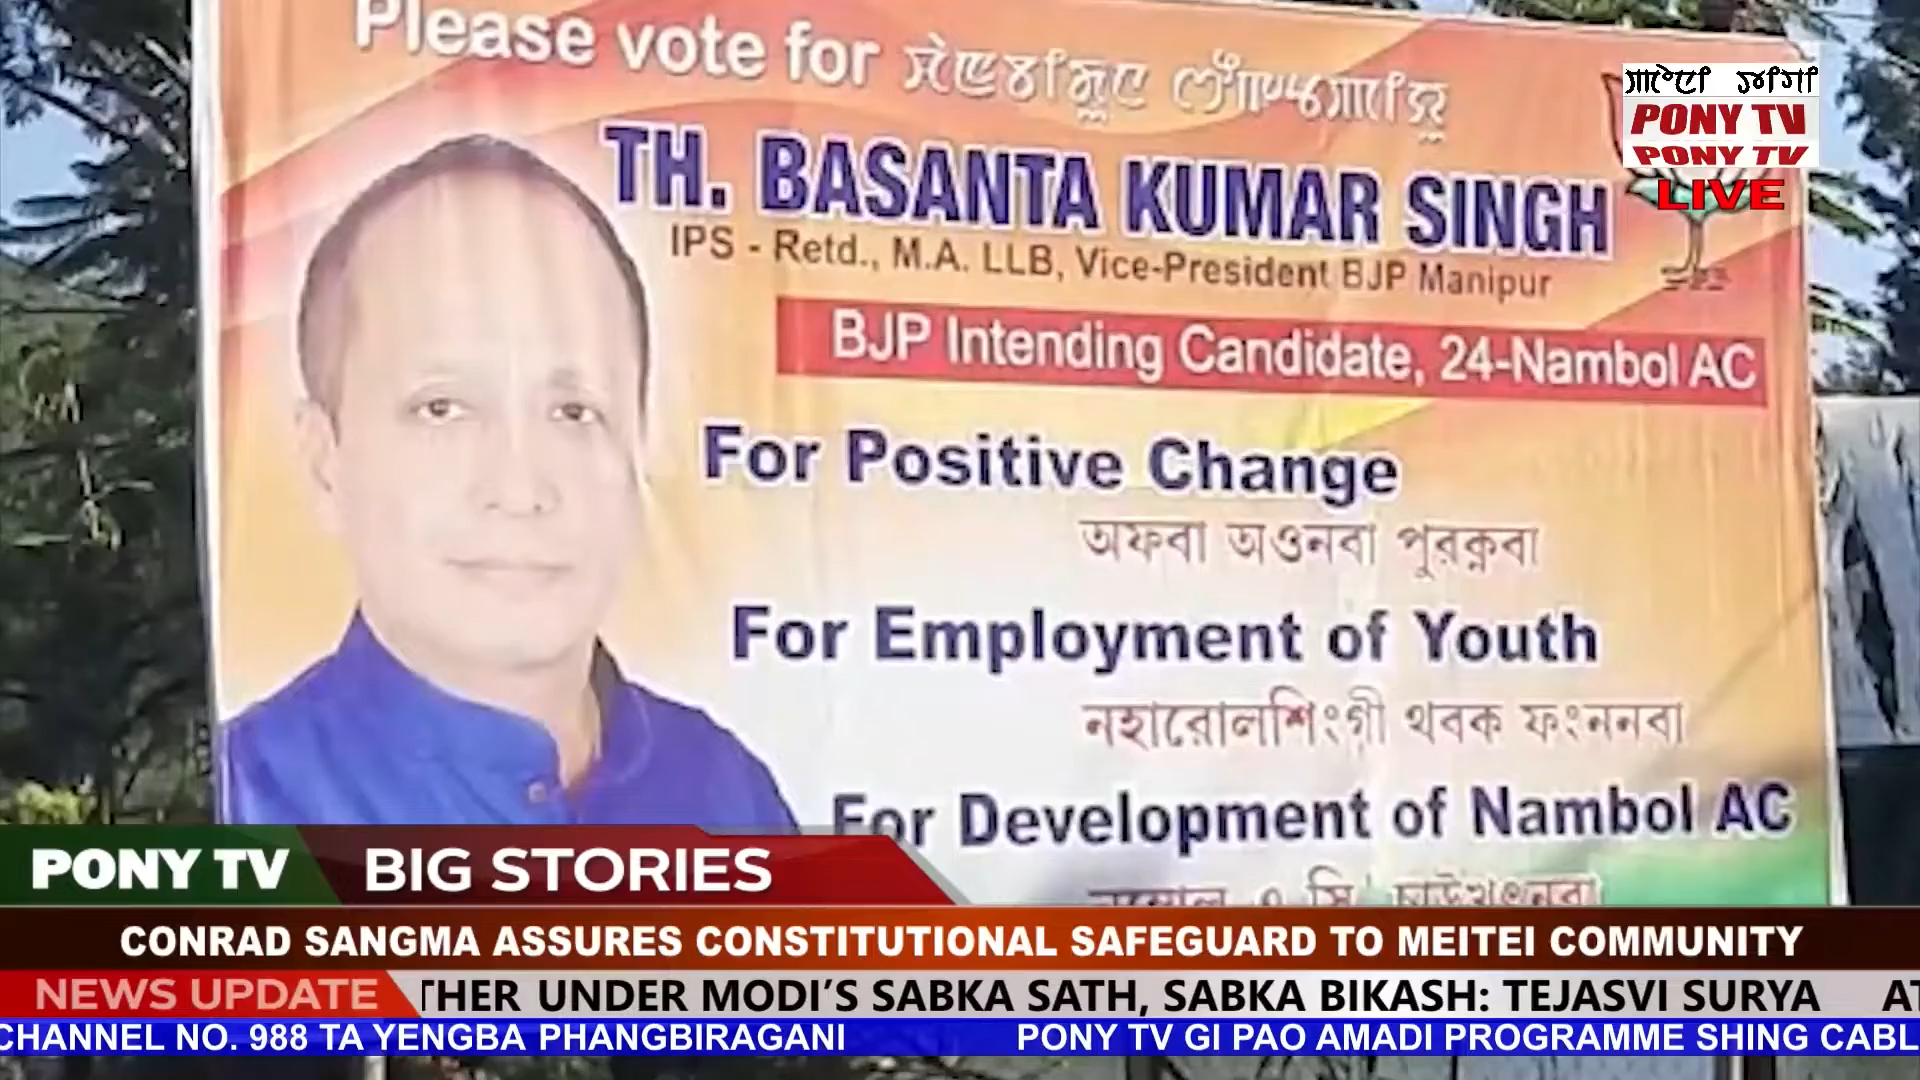 Please vote for
TH. BASANTA KUMAR SINGH
IPS - Retd., M.A. LLB, Vice-President BJP Manipur
BJP Intending Candidate, 24-Nambol AC
For Positive Change
অফবা অওনবা পুরক্নবা
For Employment of Youth
নহারোলশিংগী থবক ফংননবা
For Development of Nambol AC
PONY TV
PONY TV
LIVE
PONY TV BIG STORIES
CONRAD SANGMA ASSURES CONSTITUTIONAL SAFEGUARD TO MEITEI COMMUNITY
NEWS UPDATE THER UNDER MODI'S SABKA SATH, SABKA BIKASH: TEJASVI SURYA AT
CHANNEL NO. 988 TA YENGBA PHANGBIRAGANI PONY TV GI PAO AMADI PROGRAMME SHING CABL